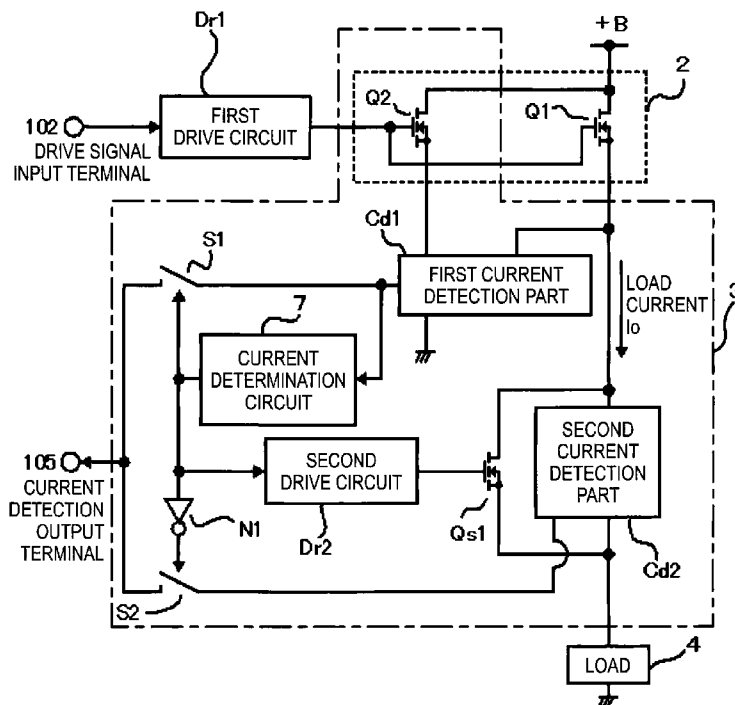 Dr1
+B
2
Q2
Q1
102
FIRST
DRIVE CIRCUIT
DRIVE SIGNAL
INPUT TERMINAL
Cd1
S1
FIRST CURRENT
DETECTION PART
LOAD
CURRENT
Io
3
7
CURRENT
DETERMINATION
CIRCUIT
SECOND
CURRENT
DETECTION
PART
105
SECOND
DRIVE CIRCUIT
CURRENT
DETECTION
OUTPUT
TERMINAL
N1
Dr2
Qs1
Cd2
S2
4
LOAD